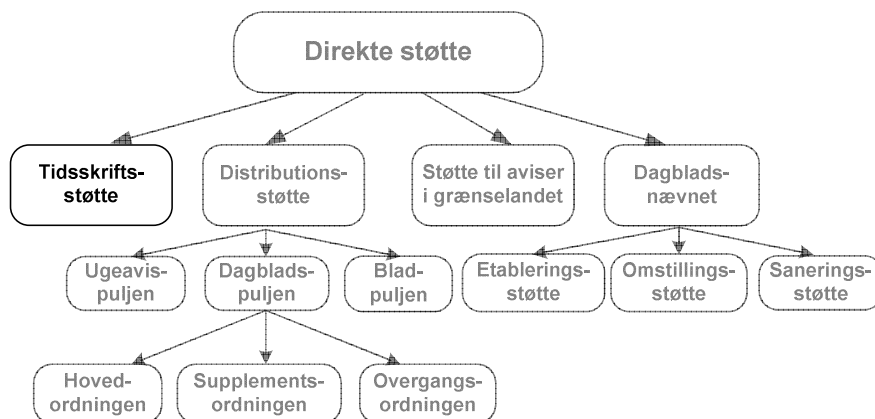 Direkte støtte
Tidsskrifts-
støtte
Distributions-
støtte
Støtte til aviser
i grænselandet
Dagblads-
nævnet
Ugeavis-
puljen
Dagblads-
puljen
Blad-
puljen
Etablerings-
støtte
Omstillings-
støtte
Sanerings-
støtte
Hoved-
ordningen
Supplements-
ordningen
Overgangs-
ordningen